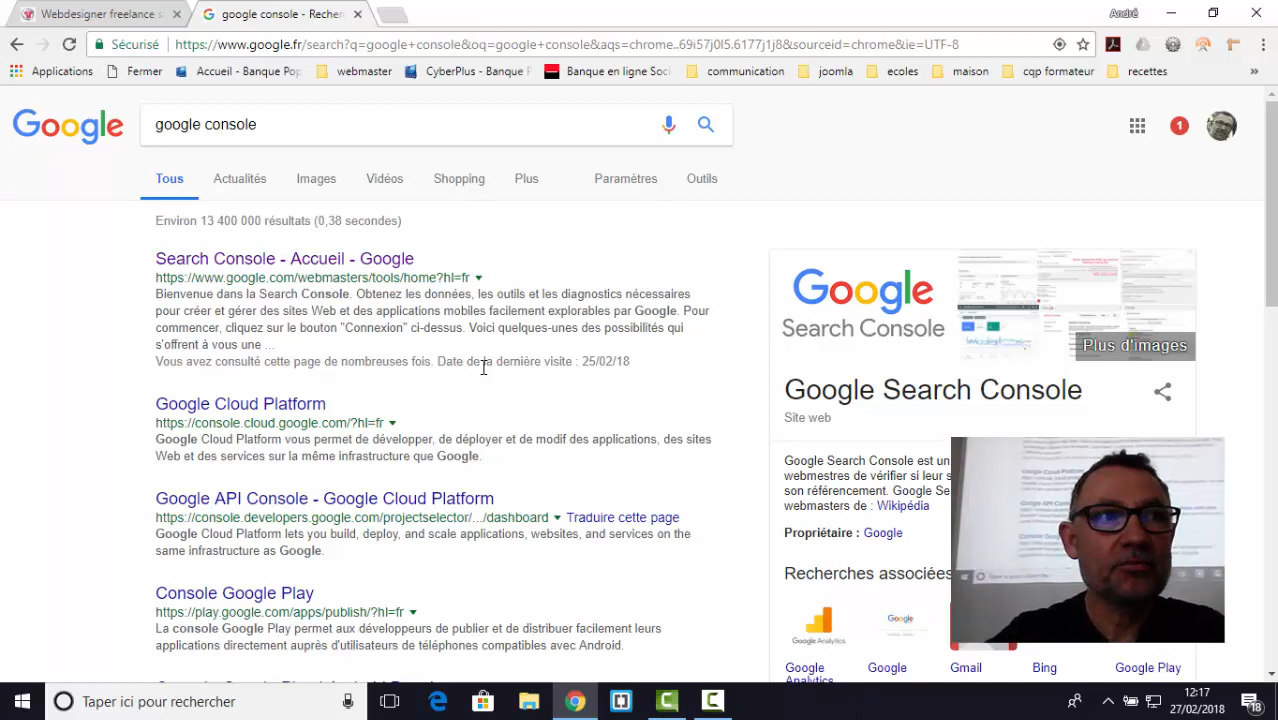 Webdesigner freelance s
google console - Recher
André
Sécurisé
https://www.google.fr/search?q=google+console&oq=google+console&aqs=chrome..69i57j0l5.6177j1j8&sourceid=chrome&ie=UTF-8
Applications
Fermer
Accueil - Banque Pop
webmaster
CyberPlus - Banque P
Banque en ligne Soc
communication
joomla
ecoles
maison
cqp formateur
recettes
»
Google
google console
1
Tous
Actualités
Images
Vidéos
Shopping
Plus
Paramètres
Outils
Environ 13 400 000 résultats (0,38 secondes)
Search Console - Accueil - Google
https://www.google.com/webmasters/tools/home?hl=fr
Bienvenue dans la Search Console. Obtenez les données, les outils et les diagnostics nécessaires
pour créer et gérer des sites Web et des applications mobiles facilement explorables par Google. Pour
commencer, cliquez sur le bouton "Connexion" ou ajoutez. Voici quelques-unes des possibilités qui
s'offrent à vous une ...
Vous avez consulté cette page de nombreuses fois. Date de la dernière visite : 25/02/18
Google Cloud Platform
https://console.cloud.google.com/?hl=fr
Google Cloud Platform vous permet de développer, de déployer et de modif des applications, des sites
Web et des services sur la même infrastructure que Google.
Google API Console - Google Cloud Platform
https://console.developers.google.com/projectselector/.../dashboard
Traduire cette page
Google Cloud Platform lets you build, deploy, and scale applications, websites, and services on the
same infrastructure as Google.
Console Google Play
https://play.google.com/apps/publish/?hl=fr
La console Google Play permet aux développeurs de publier et de distribuer facilement leurs
applications directement auprès d'utilisateurs de téléphones compatibles avec Android.
Google
Search Console
Plus d'images
Google Search Console
Site web
Google Search Console est un
webmestres de vérifier si leur s
son référencement. Google Se
webmasters de : Wikipédia
Propriétaire : Google
Recherches associées
Google Analytics
Google
Google
Analytics
Google
Gmail
Bing
Google Play
Taper ici pour rechercher
12:17
27/02/2018
18